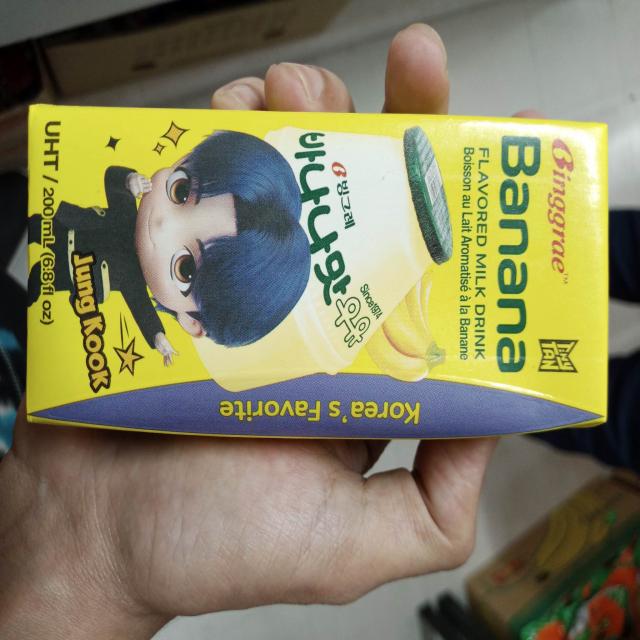 Binggrae™
Banana
FLAVORED MILK DRINK
Boisson au Lait Aromatisé à la Banane
빙그레
바나나맛
우유
Since1974
Jung Kook
UHT / 200 mL (6.8 fl oz)
Korea's Favorite